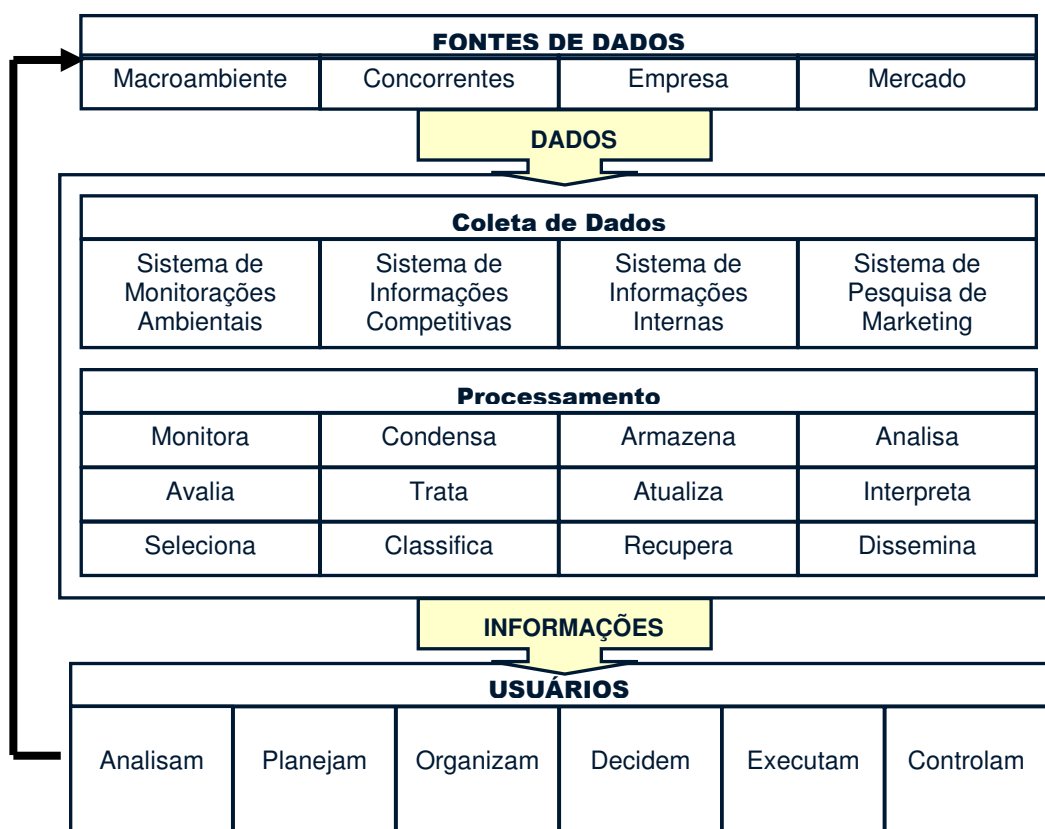 FONTES DE DADOS
Macroambiente Concorrentes Empresa Mercado
DADOS
Coleta de Dados
Sistema de Monitorações Ambientais
Sistema de Informações Competitivas
Sistema de Informações Internas
Sistema de Pesquisa de Marketing
Processamento
Monitora Condensa Armazena Analisa
Avalia Trata Atualiza Interpreta
Seleciona Classifica Recupera Dissemina
INFORMAÇÕES
USUÁRIOS
Analisam Planejam Organizam Decidem Executam Controlam